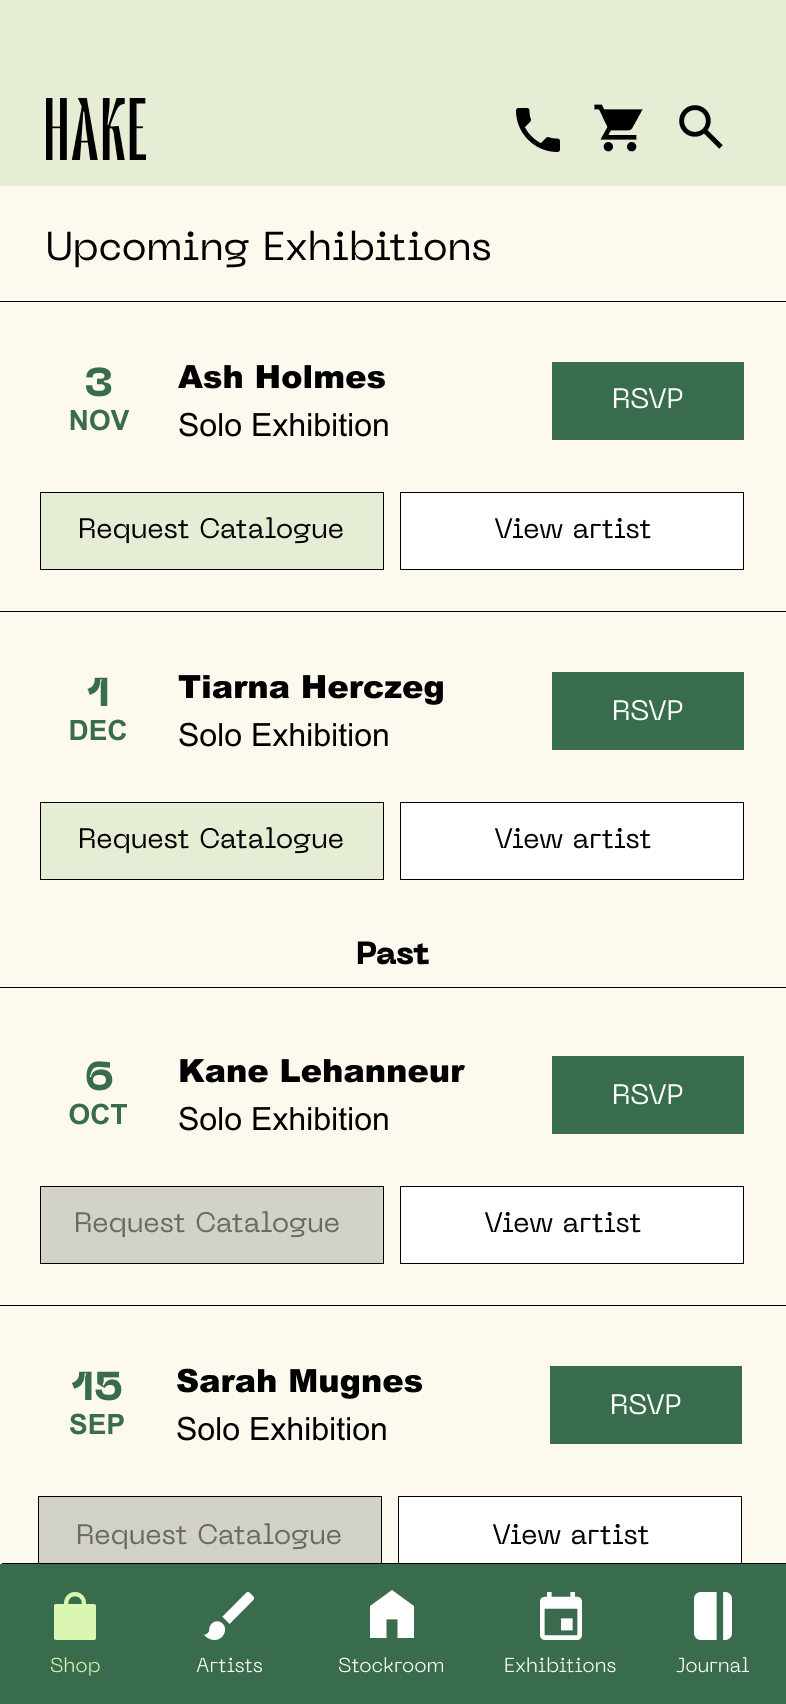 HAKE
Upcoming Exhibitions
3
NOV
Ash Holmes
Solo Exhibition
RSVP
Request Catalogue
View artist
1
DEC
Tiarna Herczeg
Solo Exhibition
RSVP
Request Catalogue
View artist
Past
6
OCT
Kane Lehanneur
Solo Exhibition
RSVP
Request Catalogue
View artist
15
SEP
Sarah Mugnes
Solo Exhibition
RSVP
Request Catalogue
View artist
Shop
Artists
Stockroom
Exhibitions
Journal